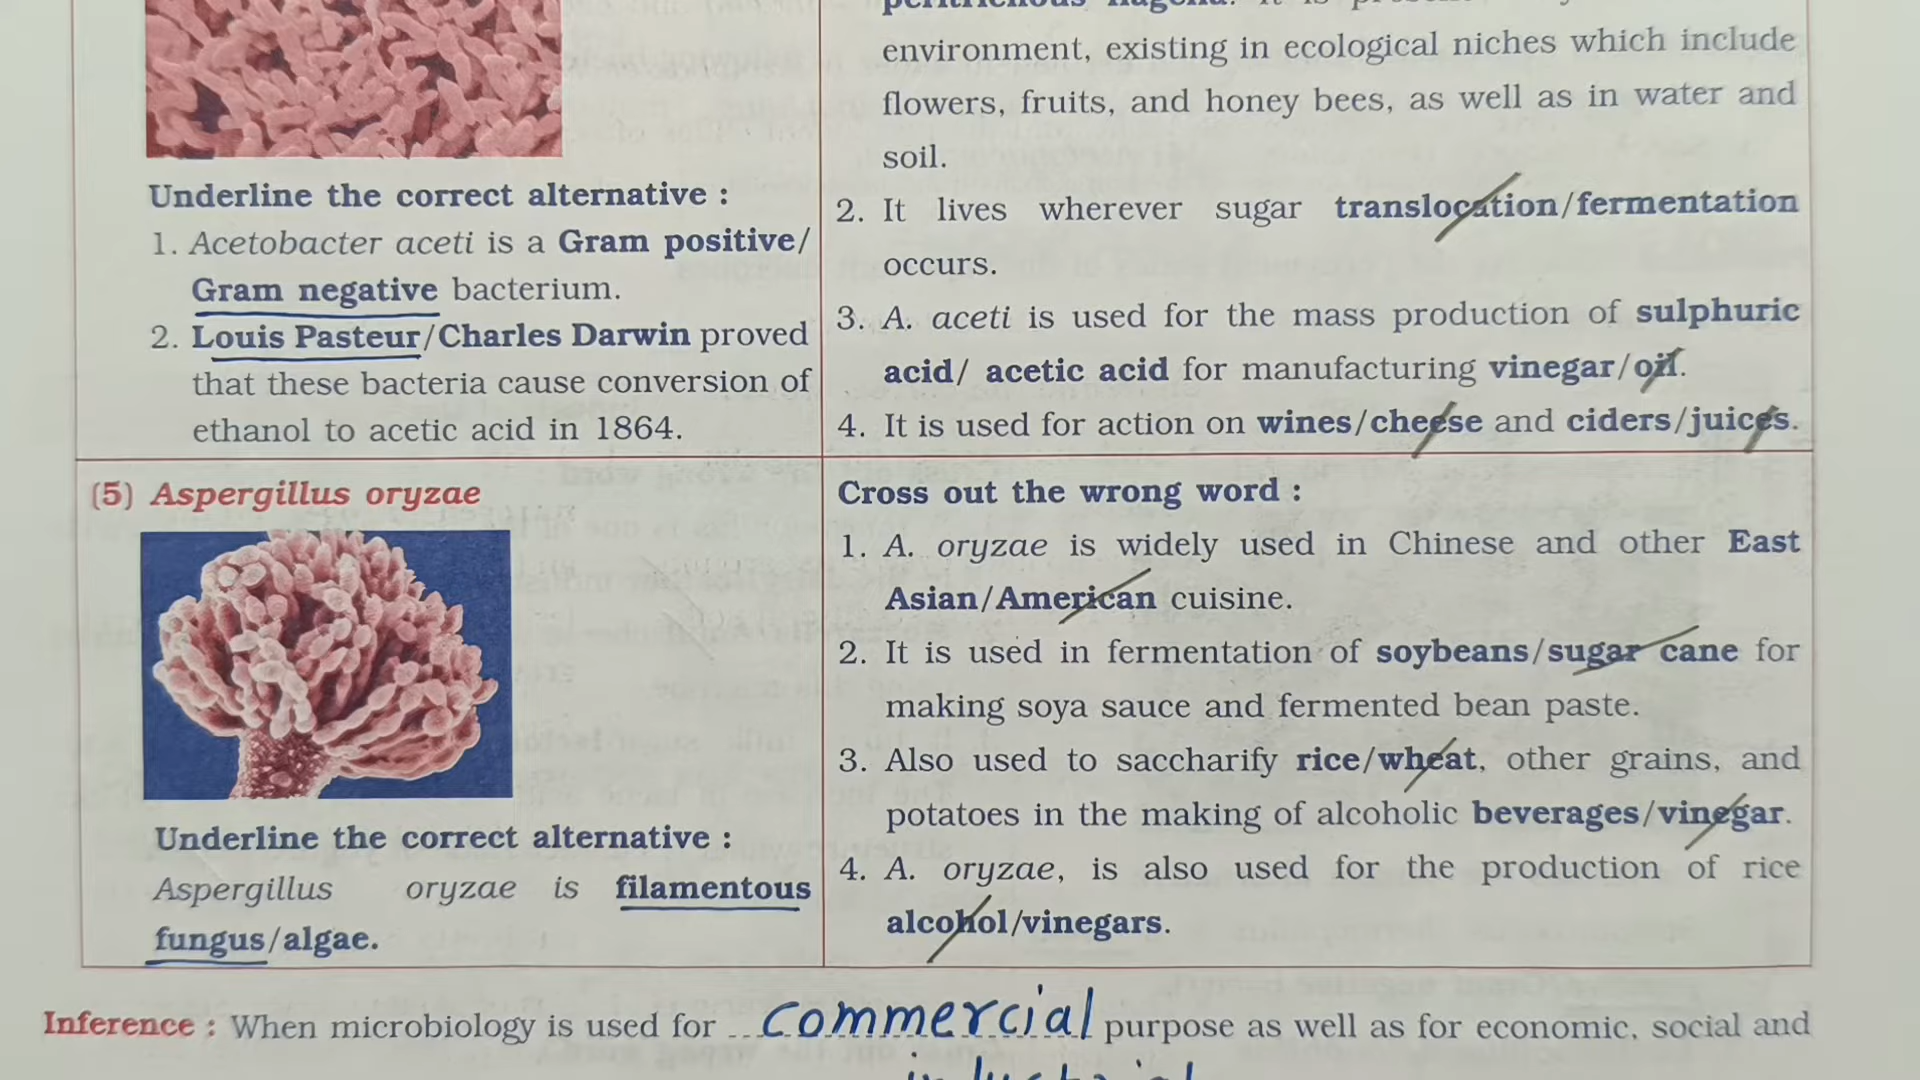 environment, existing in ecological niches which include
flowers, fruits, and honey bees, as well as in water and
soil.
2. It lives wherever sugar translocation/fermentation
occurs.
3. A. aceti is used for the mass production of sulphuric
acid/ acetic acid for manufacturing vinegar/oil.
4. It is used for action on wines/cheese and ciders/juices.
Underline the correct alternative :
1. Acetobacter aceti is a Gram positive/
Gram negative bacterium.
2. Louis Pasteur/Charles Darwin proved
that these bacteria cause conversion of
ethanol to acetic acid in 1864.
(5) Aspergillus oryzae
Underline the correct alternative :
Aspergillus oryzae is filamentous
fungus/algae.
Cross out the wrong word :
1. A. oryzae is widely used in Chinese and other East
Asian/American cuisine.
2. It is used in fermentation of soybeans/sugar cane for
making soya sauce and fermented bean paste.
3. Also used to saccharify rice/wheat, other grains, and
potatoes in the making of alcoholic beverages/vinegar.
4. A. oryzae, is also used for the production of rice
alcohol/vinegars.
Inference : When microbiology is used for commercial purpose as well as for economic, social and